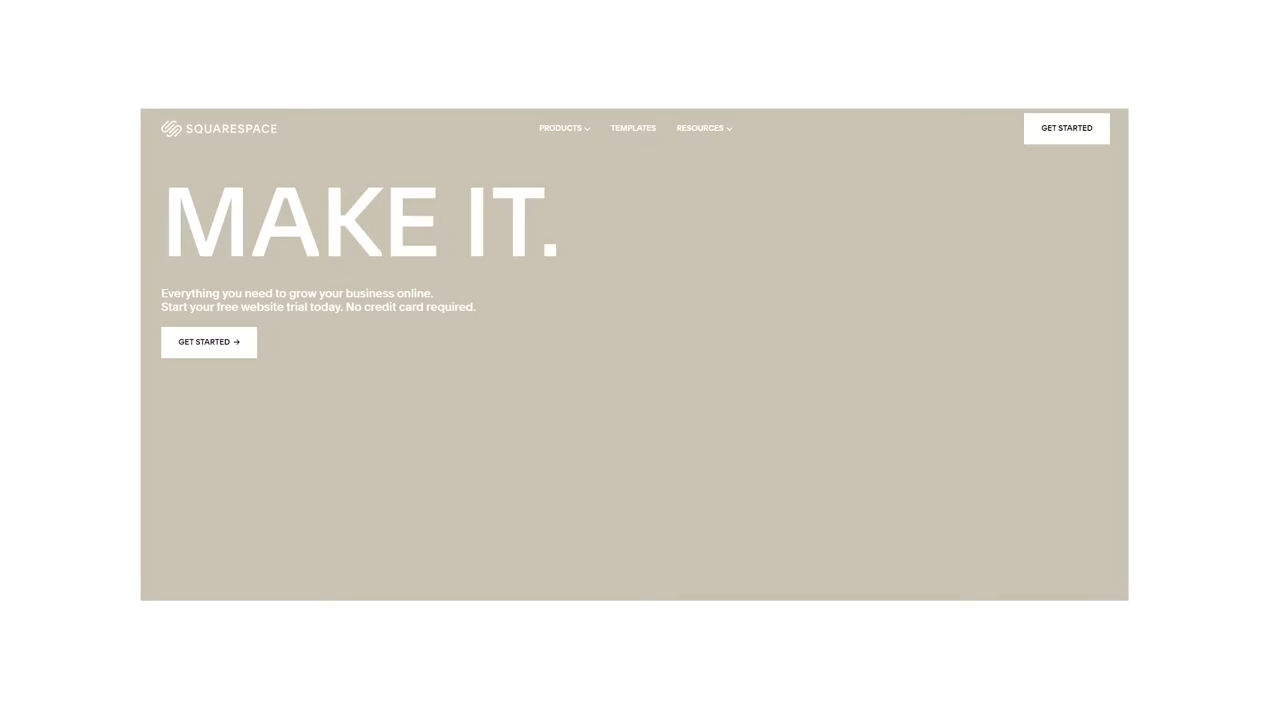 SQUARESPACE
PRODUCTS
TEMPLATES
RESOURCES
GET STARTED
MAKE IT.
Everything you need to grow your business online.
Start your free website trial today. No credit card required.
GET STARTED →